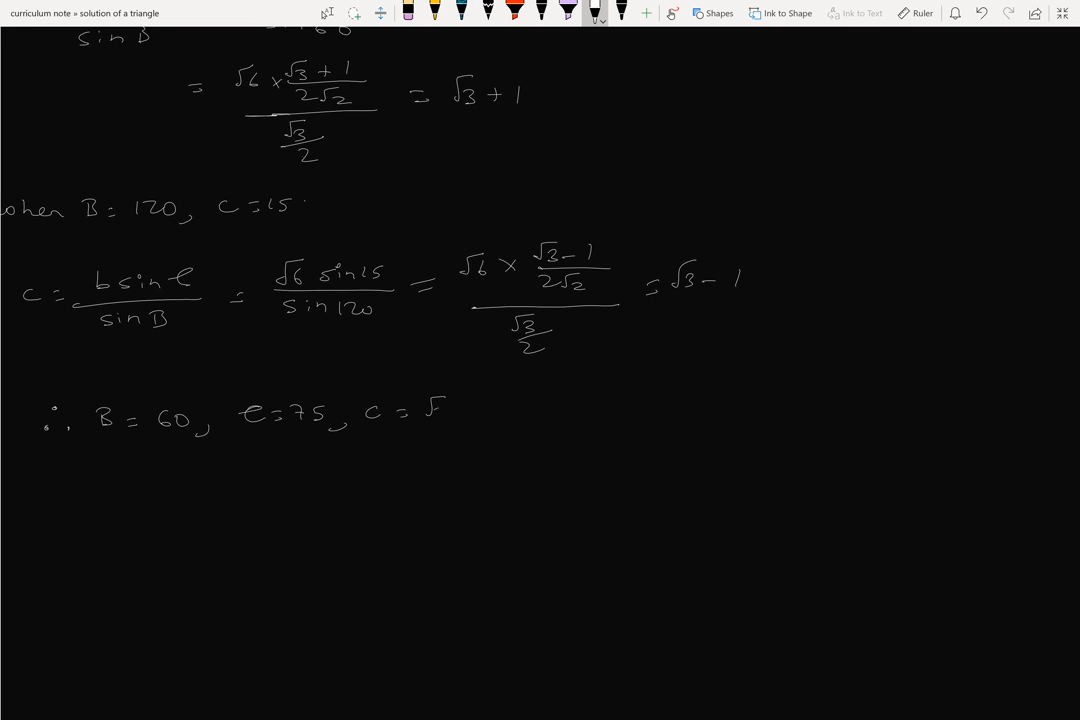 curriculum note » solution of a triangle
Shapes Ink to Shape Ink to Text Ruler
sin B
= √6 × (√3 + 1)/(2√2) / (√3/2) = √3 + 1
when B = 120, C = 15
c = b sin C / sin B = √6 sin 15 / sin 120 = √6 × (√3 - 1)/(2√2) / (√3/2) = √3 - 1
∴ B = 60, C = 75, c = √